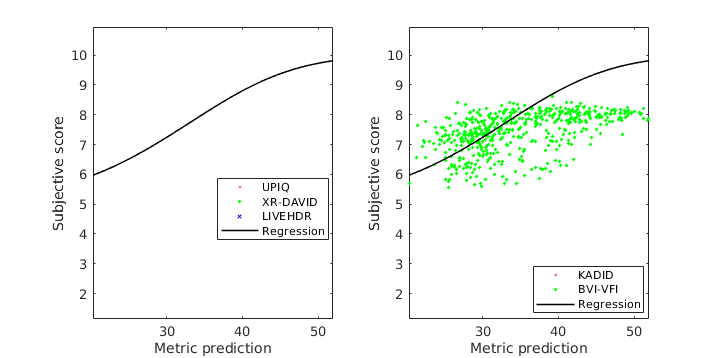 Subjective score
10
9
8
7
6
5
4
3
2
30
40
50
Metric prediction
UPIQ
XR-DAVID
LIVEHDR
Regression
Subjective score
10
9
8
7
6
5
4
3
2
30
40
50
Metric prediction
KADID
BVI-VFI
Regression